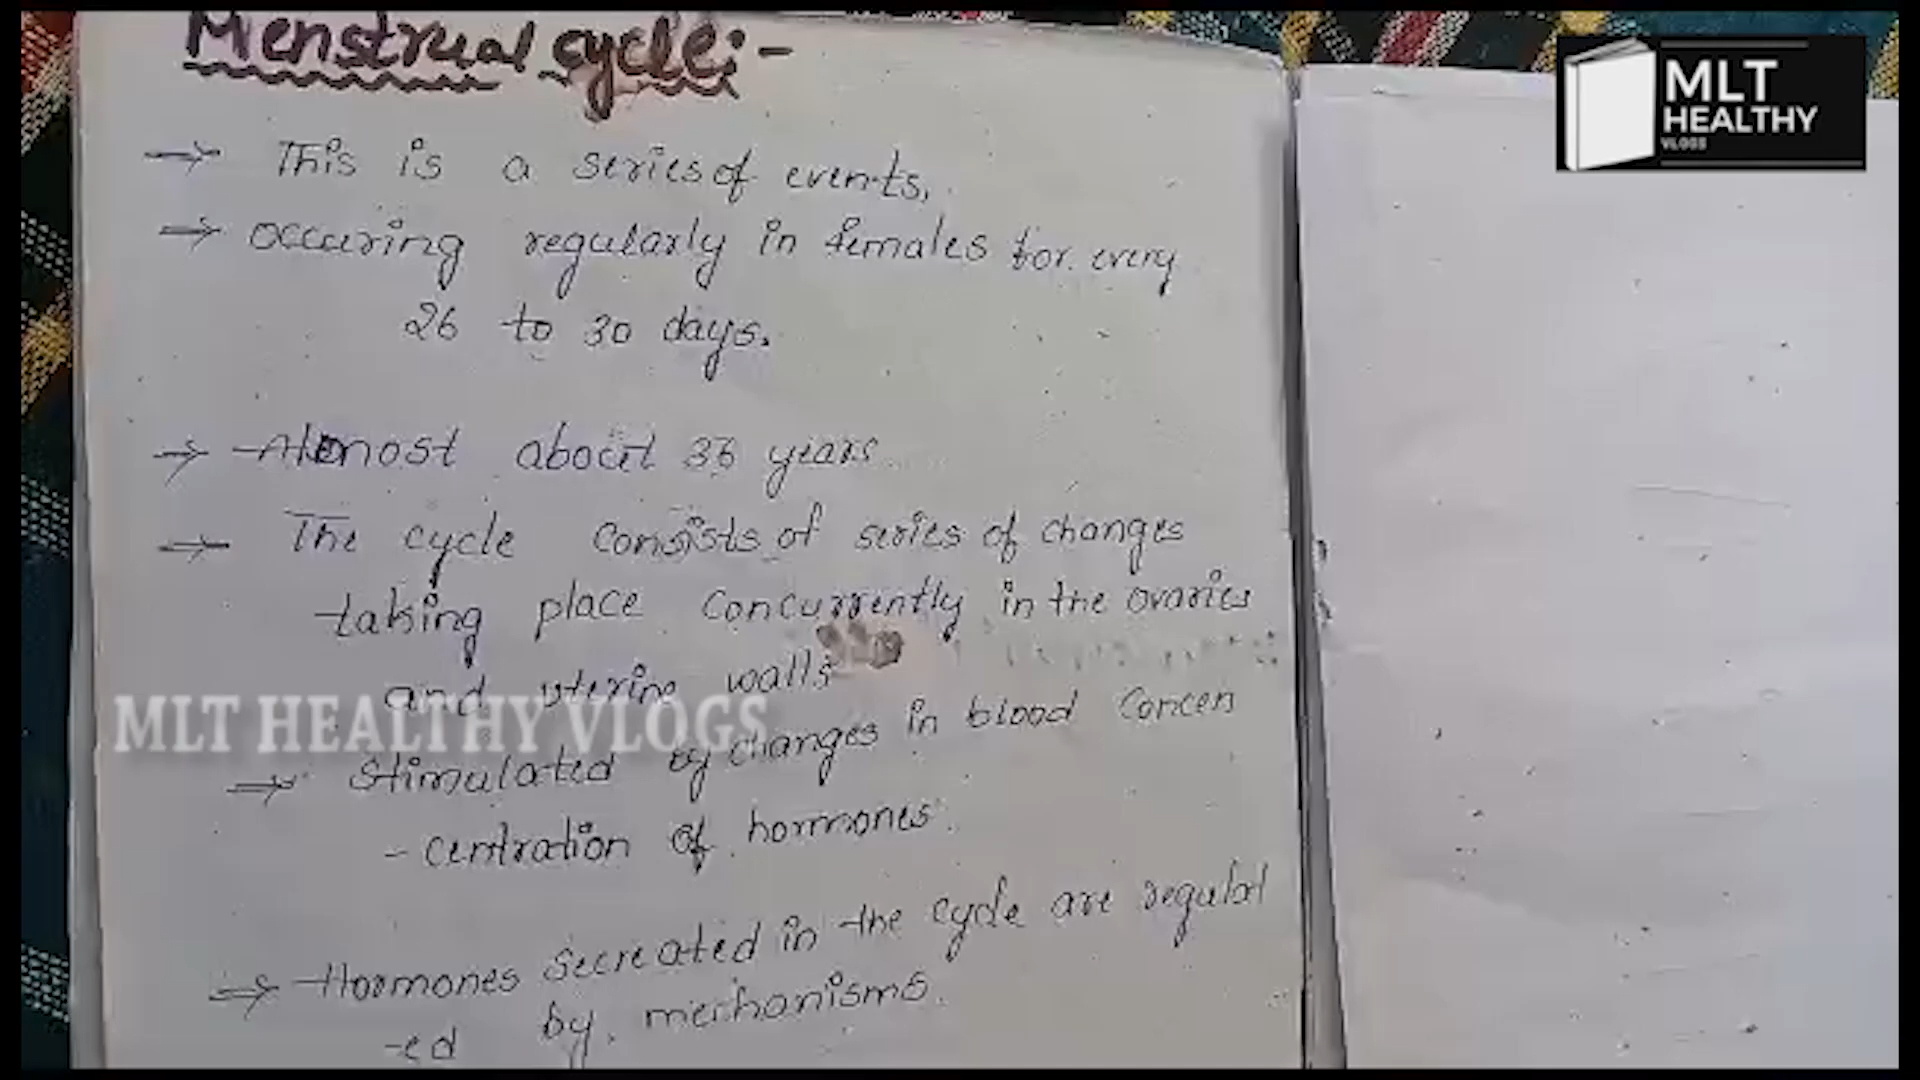 Menstrual cycle:-
→ This is a series of events,
→ occuring regularly in females for every
26 to 30 days.
→ Almost about 36 years
→ The cycle consists of series of changes
taking place concurrently in the ovaries
and uterine walls
→ Stimulated by changes in blood concen
- centration of hormones.
→ Hormones secreated in the cycle are regulat
-ed by mechanisms.
MLT HEALTHY VLOGS
MLT
HEALTHY
VLOGS